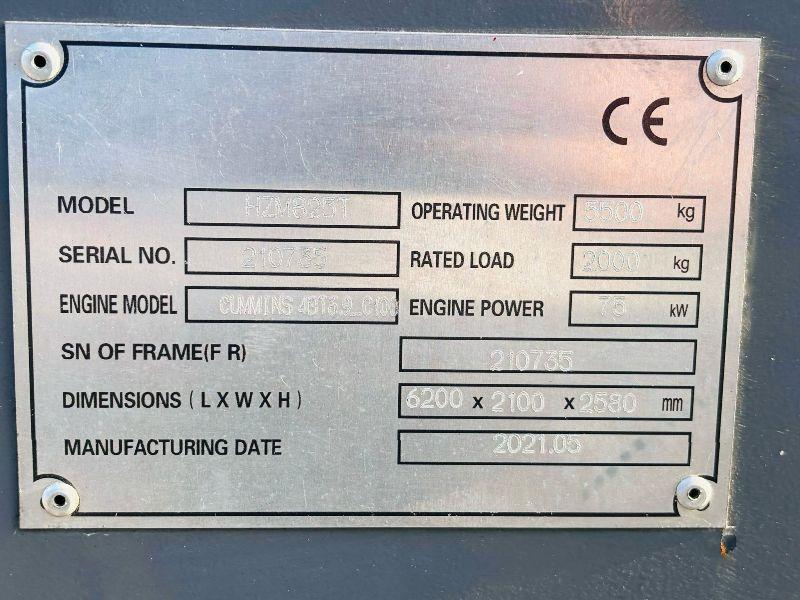 CE
MODEL HZM825T OPERATING WEIGHT 5500 kg
SERIAL NO. 210735 RATED LOAD 2000 kg
ENGINE MODEL CUMMINS 4BT3.9_C100 ENGINE POWER 75 kW
SN OF FRAME(F R) 210735
DIMENSIONS ( L X W X H ) 6200 x 2100 x 2580 mm
MANUFACTURING DATE 2021.05